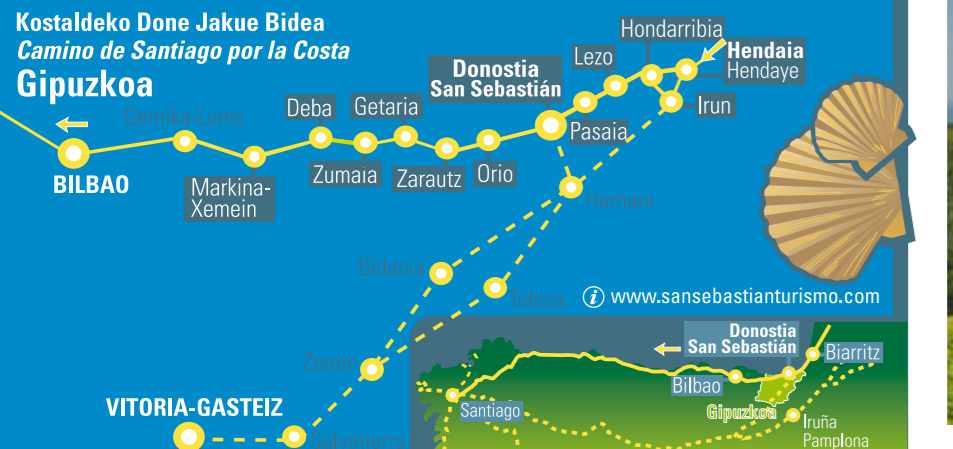 Kostaldeko Done Jakue Bidea
Camino de Santiago por la Costa
Gipuzkoa
Hondarribia
Lezo
Hendaia
Hendaye
Donostia
San Sebastián
Irun
Pasaia
Deba
Getaria
Gernika-Lumo
Zumaia
Zarautz
Orio
BILBAO
Markina-
Xemein
Hernani
Bidania
Tolosa
i www.sansebastianturismo.com
Zerain
VITORIA-GASTEIZ
Salvatierra
Donostia
San Sebastián
Biarritz
Bilbao
Santiago
Gipuzkoa
Iruña
Pamplona